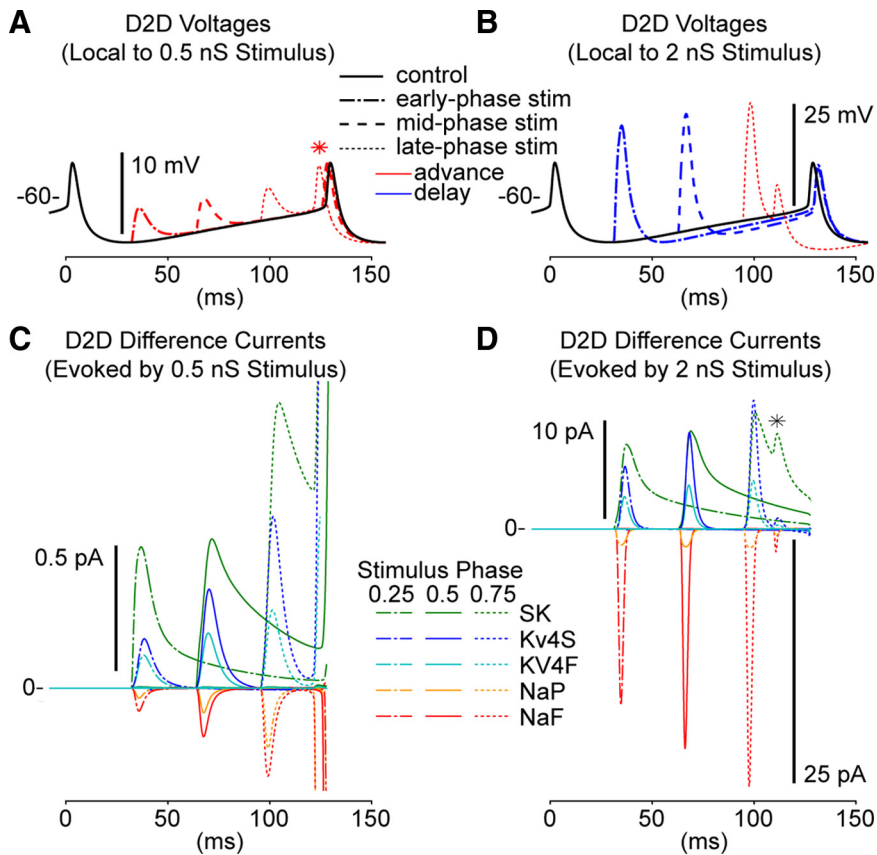 A
D2D Voltages
(Local to 0.5 nS Stimulus)
B
D2D Voltages
(Local to 2 nS Stimulus)
control
early-phase stim
mid-phase stim
late-phase stim
advance
delay
10 mV
*
-60-
0 50 100 150
(ms)
25 mV
-60-
0 50 100 150
(ms)
C
D2D Difference Currents
(Evoked by 0.5 nS Stimulus)
D
D2D Difference Currents
(Evoked by 2 nS Stimulus)
0.5 pA
0-
0 50 100 150
(ms)
Stimulus Phase
0.25 0.5 0.75
SK
Kv4S
KV4F
NaP
NaF
10 pA
*
0-
25 pA
0 50 100 150
(ms)